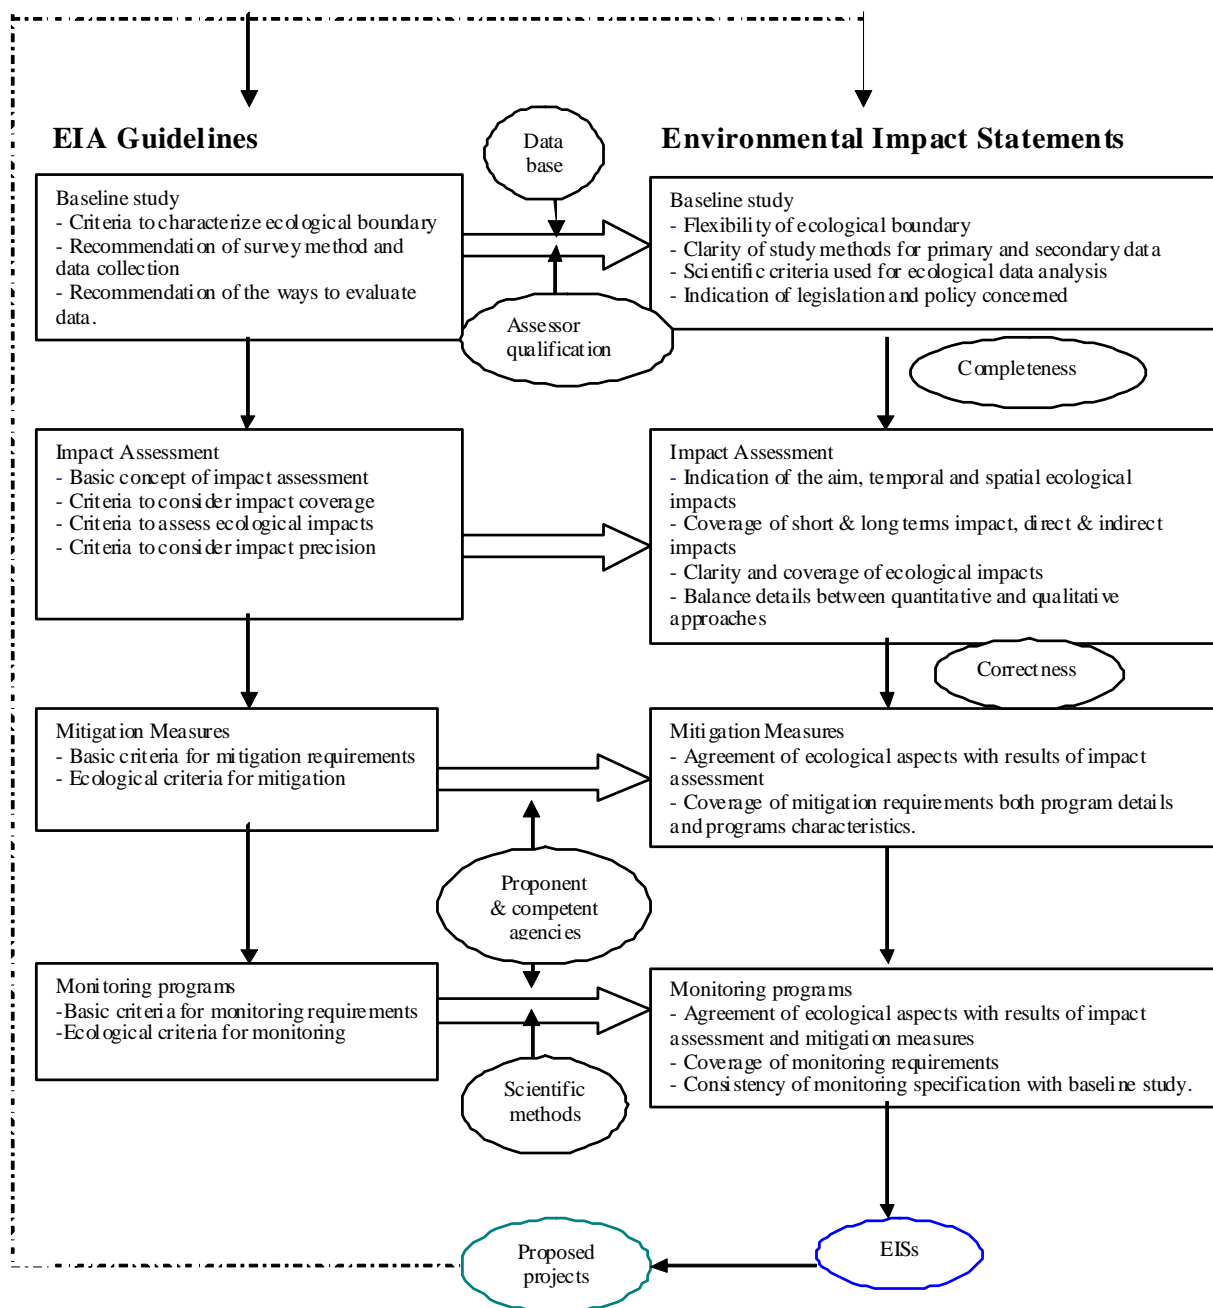 EIA Guidelines
Data
base
Environmental Impact Statements
Baseline study
- Criteria to characterize ecological boundary
- Recommendation of survey method and
data collection
- Recommendation of the ways to evaluate
data.
Assessor
qualification
Baseline study
- Flexibility of ecological boundary
- Clarity of study methods for primary and secondary data
- Scientific criteria used for ecological data analysis
- Indication of legislation and policy concerned
Completeness
Impact Assessment
- Basic concept of impact assessment
- Criteria to consider impact coverage
- Criteria to assess ecological impacts
- Criteria to consider impact precision
Impact Assessment
- Indication of the aim, temporal and spatial ecological
impacts
- Coverage of short & long terms impact, direct & indirect
impacts
- Clarity and coverage of ecological impacts
- Balance details between quantitative and qualitative
approaches
Correctness
Mitigation Measures
- Basic criteria for mitigation requirements
- Ecological criteria for mitigation
Mitigation Measures
- Agreement of ecological aspects with results of impact
assessment
- Coverage of mitigation requirements both program details
and programs characteristics.
Proponent
& competent
agencies
Monitoring programs
-Basic criteria for monitoring requirements
-Ecological criteria for monitoring
Monitoring programs
- Agreement of ecological aspects with results of impact
assessment and mitigation measures
- Coverage of monitoring requirements
- Consistency of monitoring specification with baseline study.
Scientific
methods
Proposed
projects
EISs